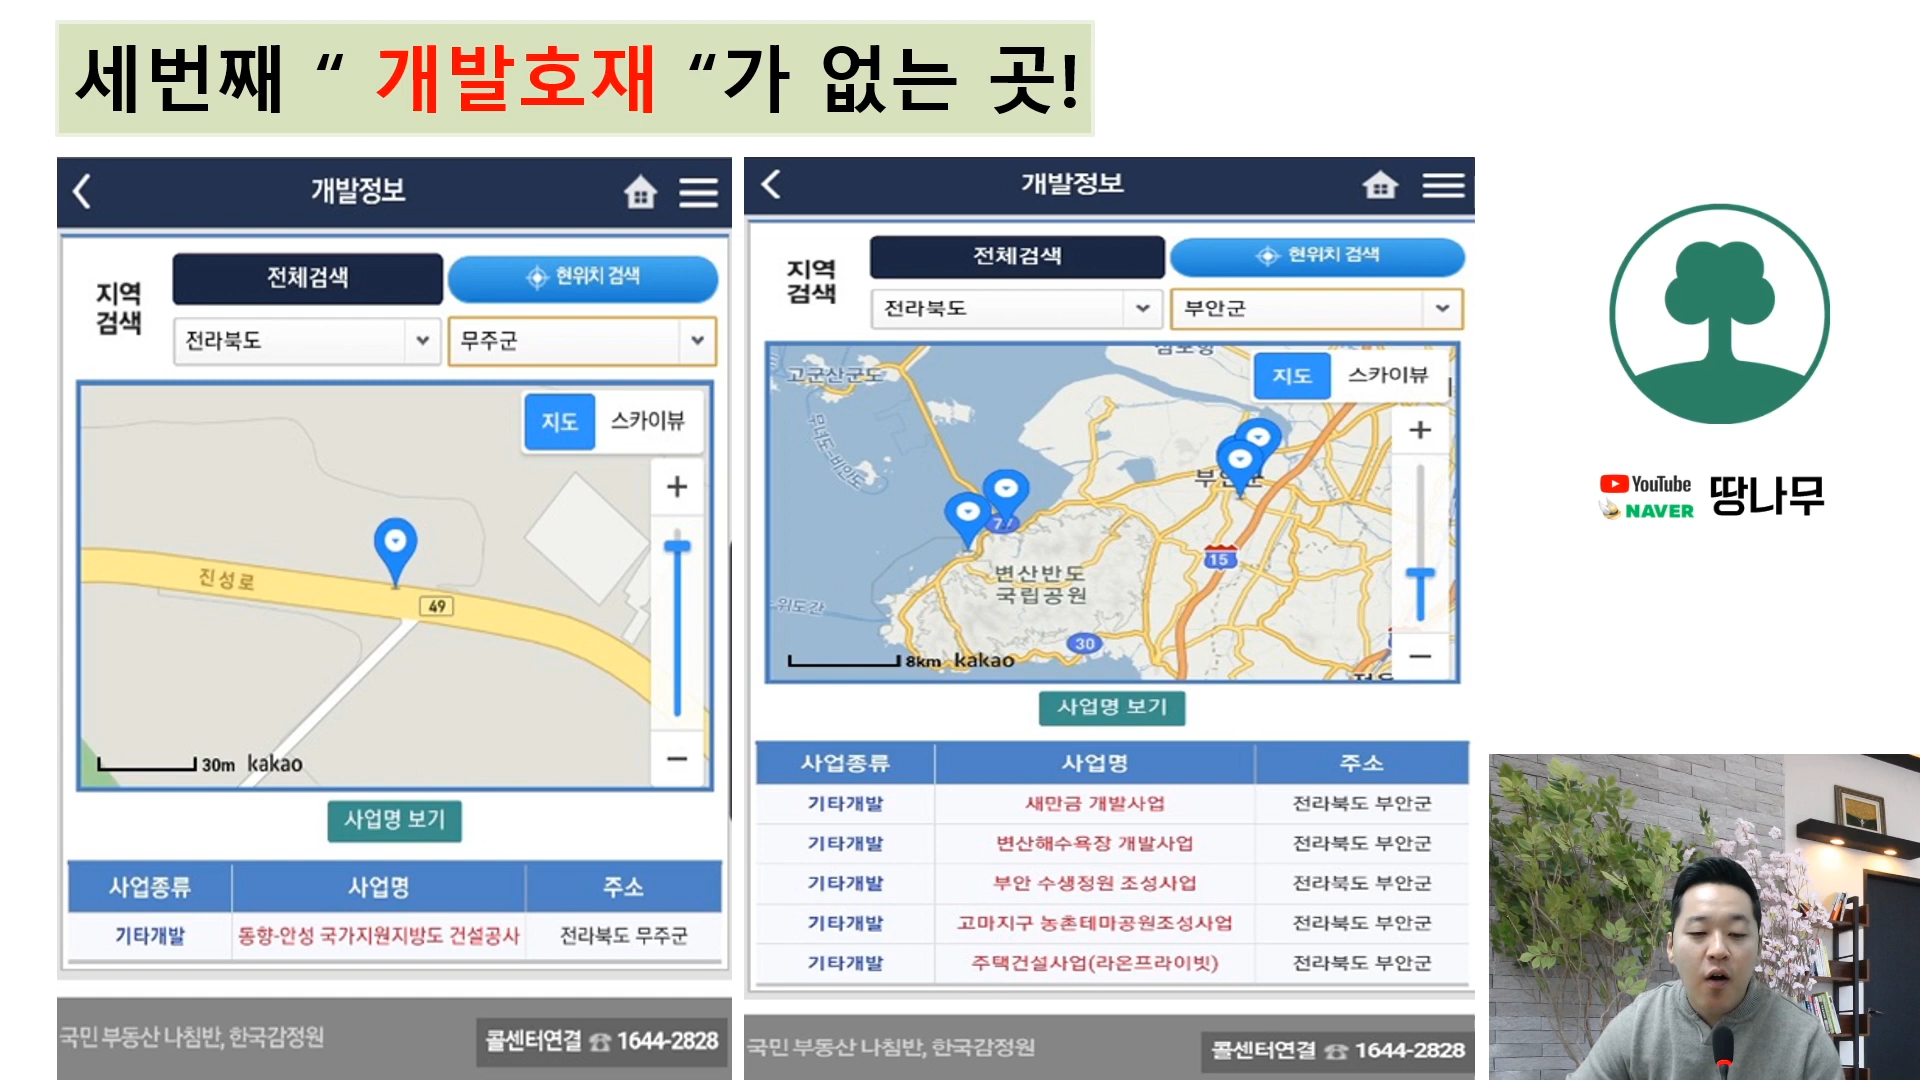 세번째 “ 개발호재 “가 없는 곳!
개발정보
지역
검색
전체검색
현위치 검색
전라북도
무주군
지도
스카이뷰
+
진성로
49
30m kakao
−
사업명 보기
사업종류 사업명 주소
기타개발 동향-안성 국가지원지방도 건설공사 전라북도 무주군
국민 부동산 나침반, 한국감정원
콜센터연결 ☎ 1644-2828
개발정보
지역
검색
전체검색
현위치 검색
전라북도
부안군
고군산군도
지도
스카이뷰
+
무녀도-비안도
부안군
15
변산반도
국립공원
위도간
30
8km kakao
−
사업명 보기
사업종류 사업명 주소
기타개발 새만금 개발사업 전라북도 부안군
기타개발 변산해수욕장 개발사업 전라북도 부안군
기타개발 부안 수생정원 조성사업 전라북도 부안군
기타개발 고마지구 농촌테마공원조성사업 전라북도 부안군
기타개발 주택건설사업(라온프라이빗) 전라북도 부안군
국민 부동산 나침반, 한국감정원
콜센터연결 ☎ 1644-2828
YouTube
NAVER
땅나무